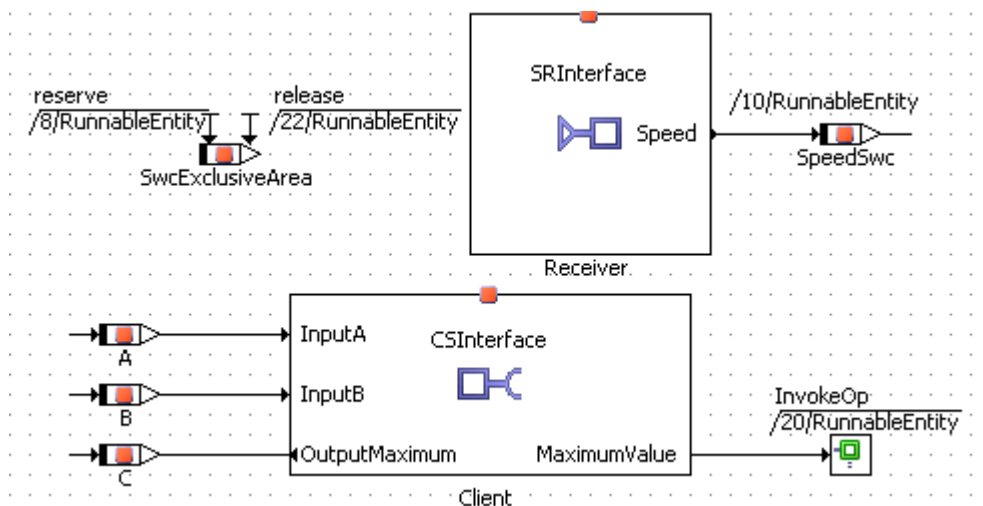 SRInterface
reserve
release
/8/RunnableEntity
/22/RunnableEntity
/10/RunnableEntity
Speed
SpeedSwc
SwcExclusiveArea
Receiver
InputA
CSInterface
A
InputB
InvokeOp
B
/20/RunnableEntity
OutputMaximum
MaximumValue
C
Client